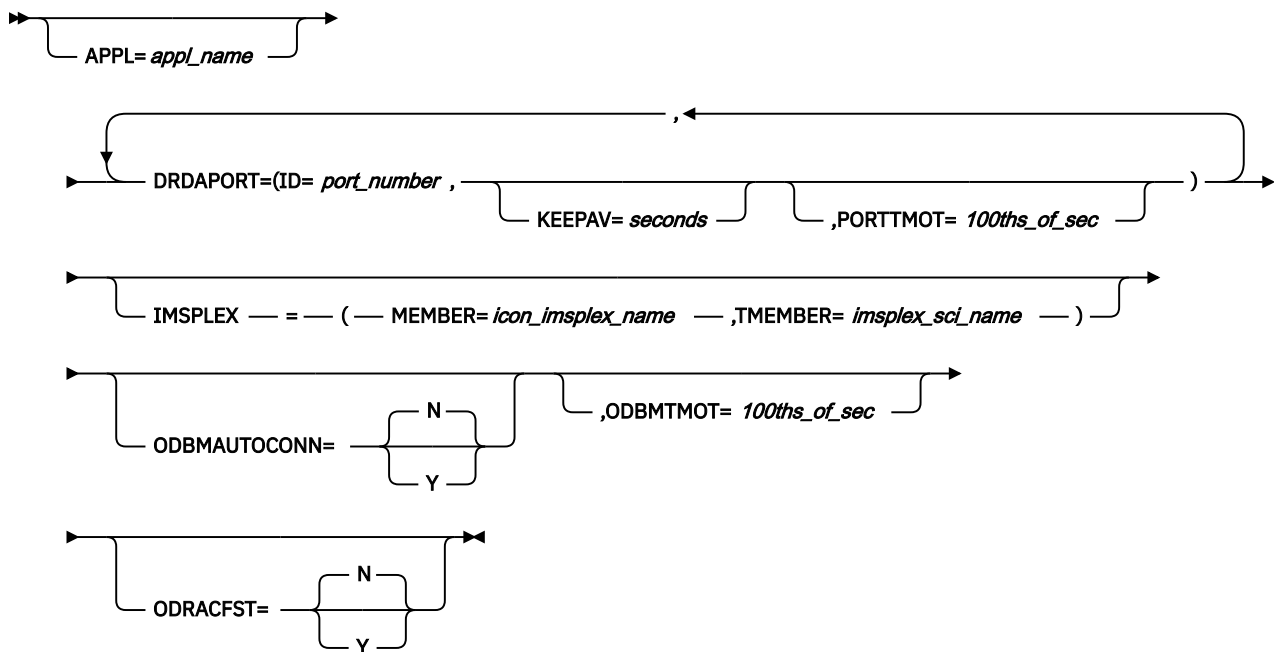 APPL= appl_name
,
DRDAPORT=(ID= port_number , )
KEEPAV= seconds ,PORTTMOT= 100ths_of_sec
IMSPLEX = ( MEMBER= icon_imsplex_name ,TMEMBER= imsplex_sci_name )
N
,ODBMTMOT= 100ths_of_sec
ODBMAUTOCONN=
Y
N
ODRACFST=
Y